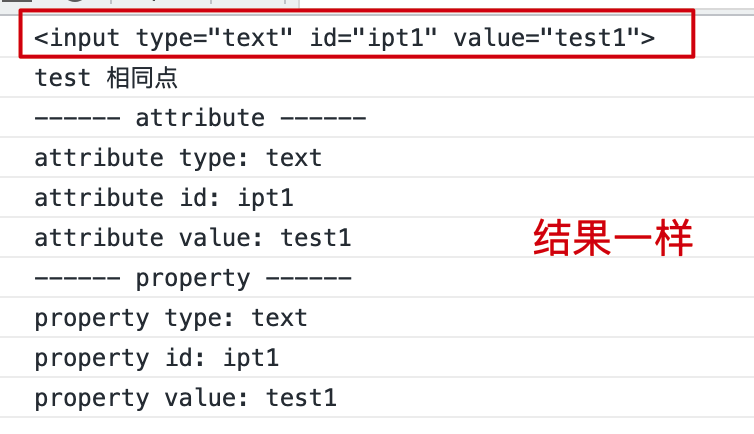 <input type="text" id="ipt1" value="test1">
test 相同点
------ attribute ------
attribute type: text
attribute id: ipt1
attribute value: test1
结果一样
------ property ------
property type: text
property id: ipt1
property value: test1